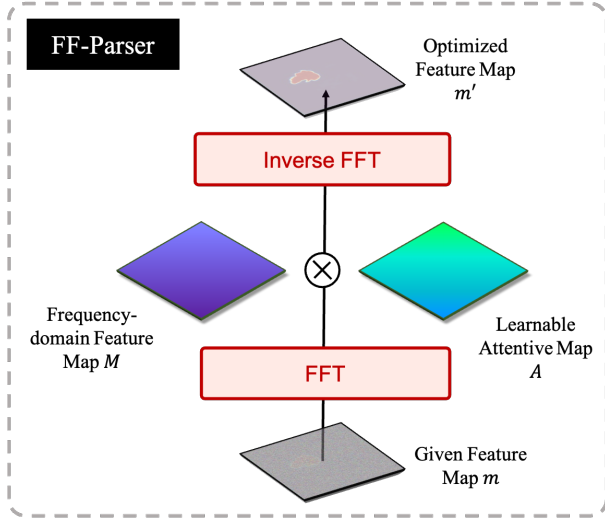 FF-Parser
Optimized
Feature Map
m′
Inverse FFT
Frequency-
domain Feature
Map M
Learnable
Attentive Map
A
FFT
Given Feature
Map m